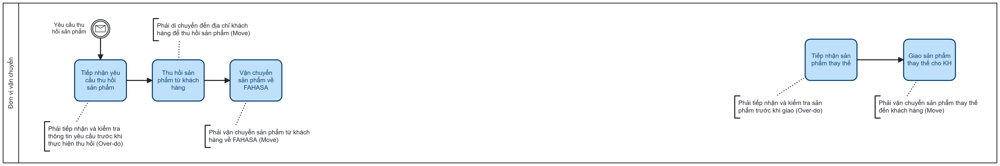 Đơn vị vận chuyển
Yêu cầu thu
hồi sản phẩm
Phải di chuyển đến địa chỉ khách
hàng để thu hồi sản phẩm (Move)
Tiếp nhận yêu
cầu thu hồi
sản phẩm
Thu hồi sản
phẩm từ khách
hàng
Vận chuyển
sản phẩm về
FAHASA
Phải tiếp nhận và kiểm tra
thông tin yêu cầu trước khi
thực hiện thu hồi (Over-do)
Phải vận chuyển sản phẩm từ khách
hàng về FAHASA (Move)
Tiếp nhận sản
phẩm thay thế
Giao sản phẩm
thay thế cho KH
Phải tiếp nhận và kiểm tra sản
phẩm trước khi giao (Over-do)
Phải vận chuyển sản phẩm thay thế
đến khách hàng (Move)